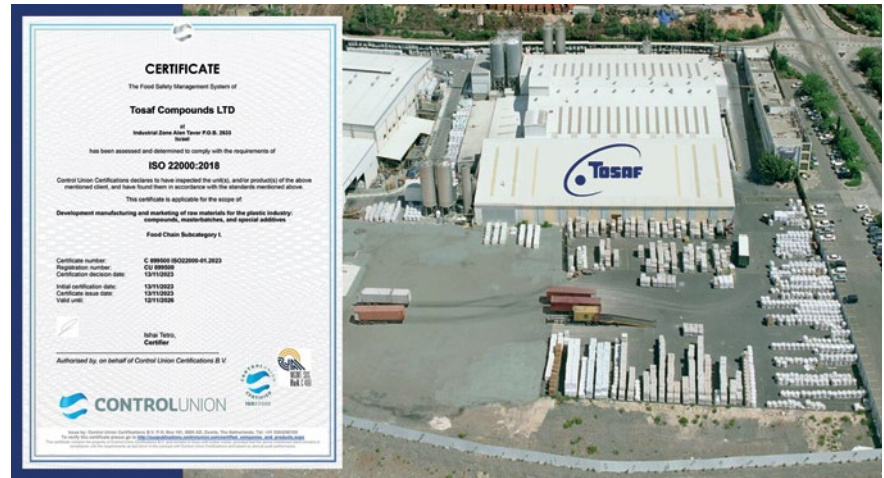 CERTIFICATE
The Food Safety Management System of
Tosaf Compounds LTD
at
Industrial Zone Alon Tavor P.O.B. 2633
Israel
has been assessed and determined to comply with the requirements of
ISO 22000:2018
Control Union Certifications declares to have inspected the unit(s), and/or product(s) of the above
mentioned client, and have found them in accordance with the standards mentioned above.
This certificate is applicable for the scope of:
Development manufacturing and marketing of raw materials for the plastic industry:
compounds, masterbatches, and special additives
Food Chain Subcategory I.
Certificate number: C 899500 ISO22000-01.2023
Registration number: CU 899500
Certification decision date: 13/11/2023
Initial certification date: 13/11/2023
Certificate issue date: 13/11/2023
Valid until: 12/11/2026
Ishai Tetro,
Certifier
Authorised by, on behalf of Control Union Certifications B.V.
CONTROLUNION
CONTROL UNION
CERTIFIED
TOSAF